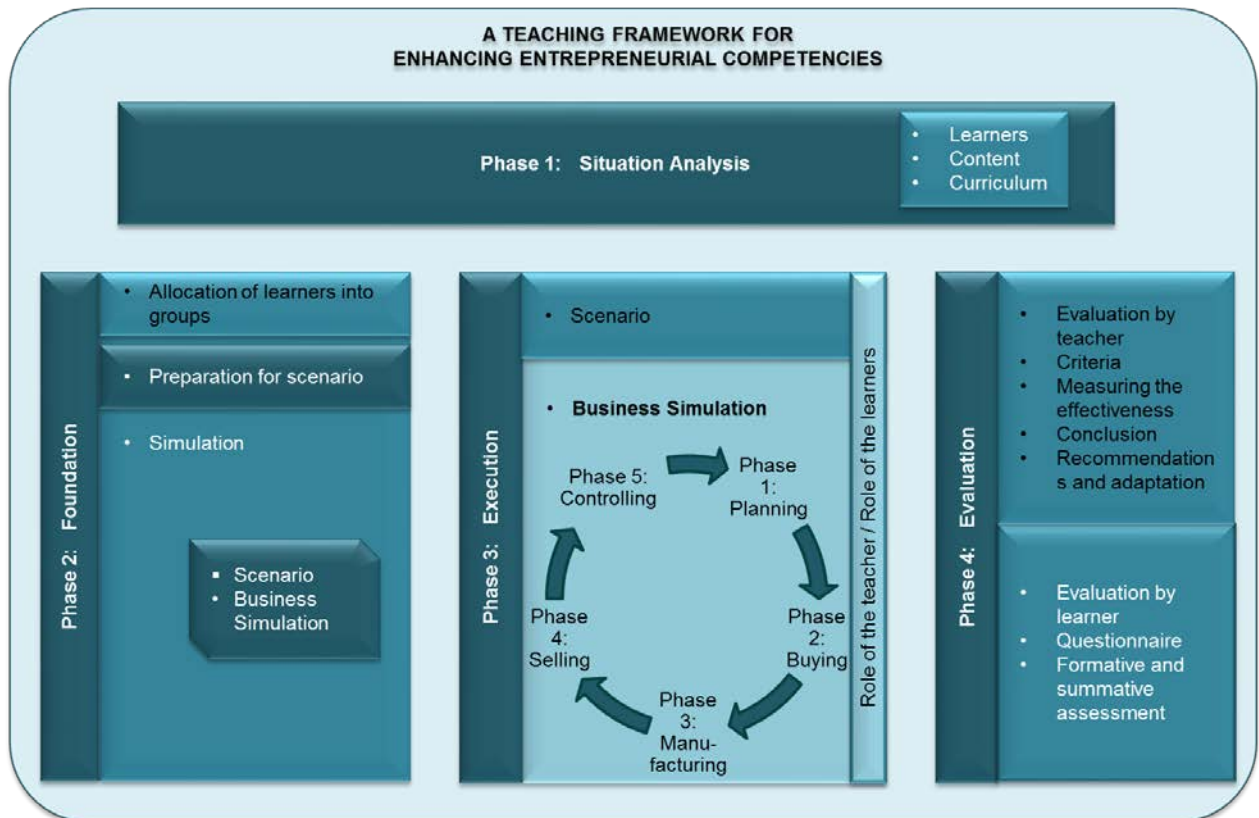 A TEACHING FRAMEWORK FOR
ENHANCING ENTREPRENEURIAL COMPETENCIES
Phase 1: Situation Analysis
• Learners
• Content
• Curriculum
Phase 2: Foundation
• Allocation of learners into
groups
▪ Preparation for scenario
• Simulation
▪ Scenario
• Business
Simulation
Phase 3: Execution
• Scenario
• Business Simulation
Phase
1:
Planning
Phase
2:
Buying
Phase
3:
Manu-
facturing
Phase
4:
Selling
Phase 5:
Controlling
Role of the teacher / Role of the learners
Phase 4: Evaluation
• Evaluation by
teacher
• Criteria
• Measuring the
effectiveness
• Conclusion
• Recommendation
s and adaptation
• Evaluation by
learner
• Questionnaire
• Formative and
summative
assessment